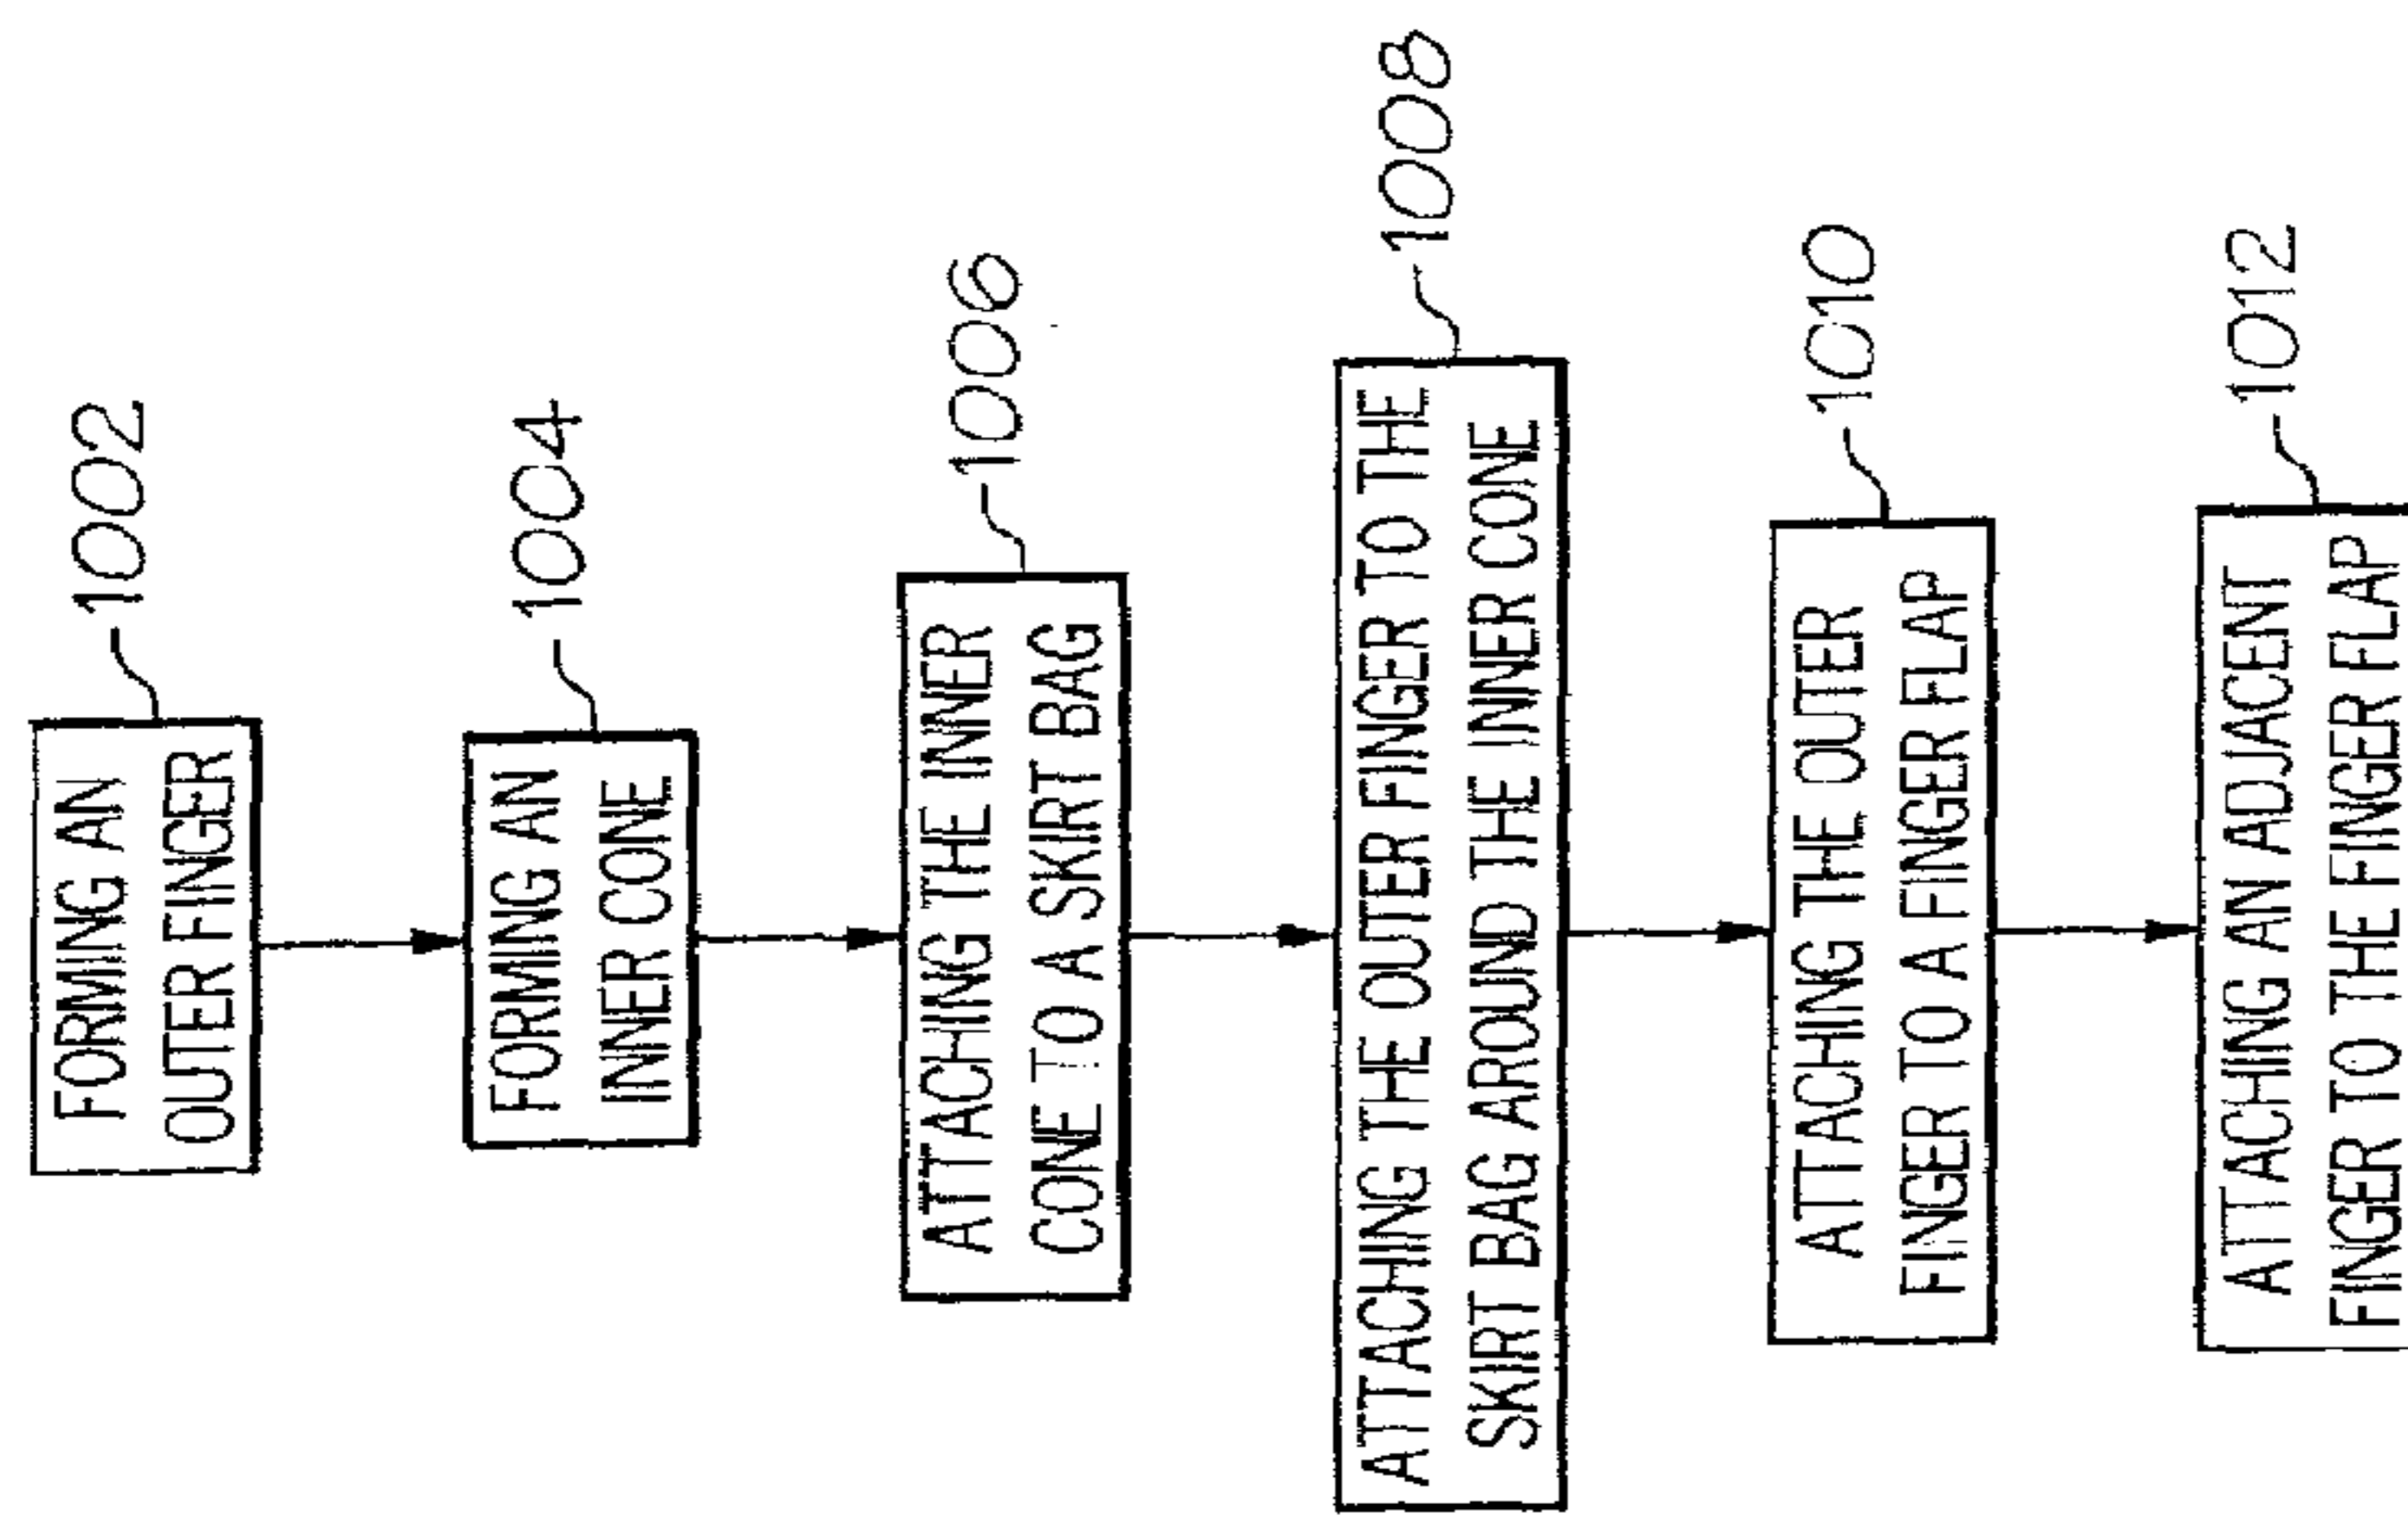 FORMING AN
OUTER FINGER
1002
FORMING AN
INNER CONE
1004
ATTACHING THE INNER
CONE TO A SKIRT BAG
1006
ATTACHING THE OUTER FINGER TO THE
SKIRT BAG AROUND THE INNER CONE
1008
ATTACHING THE OUTER
FINGER TO A FINGER FLAP
1010
ATTACHING AN ADJACENT
FINGER TO THE FINGER FLAP
1012